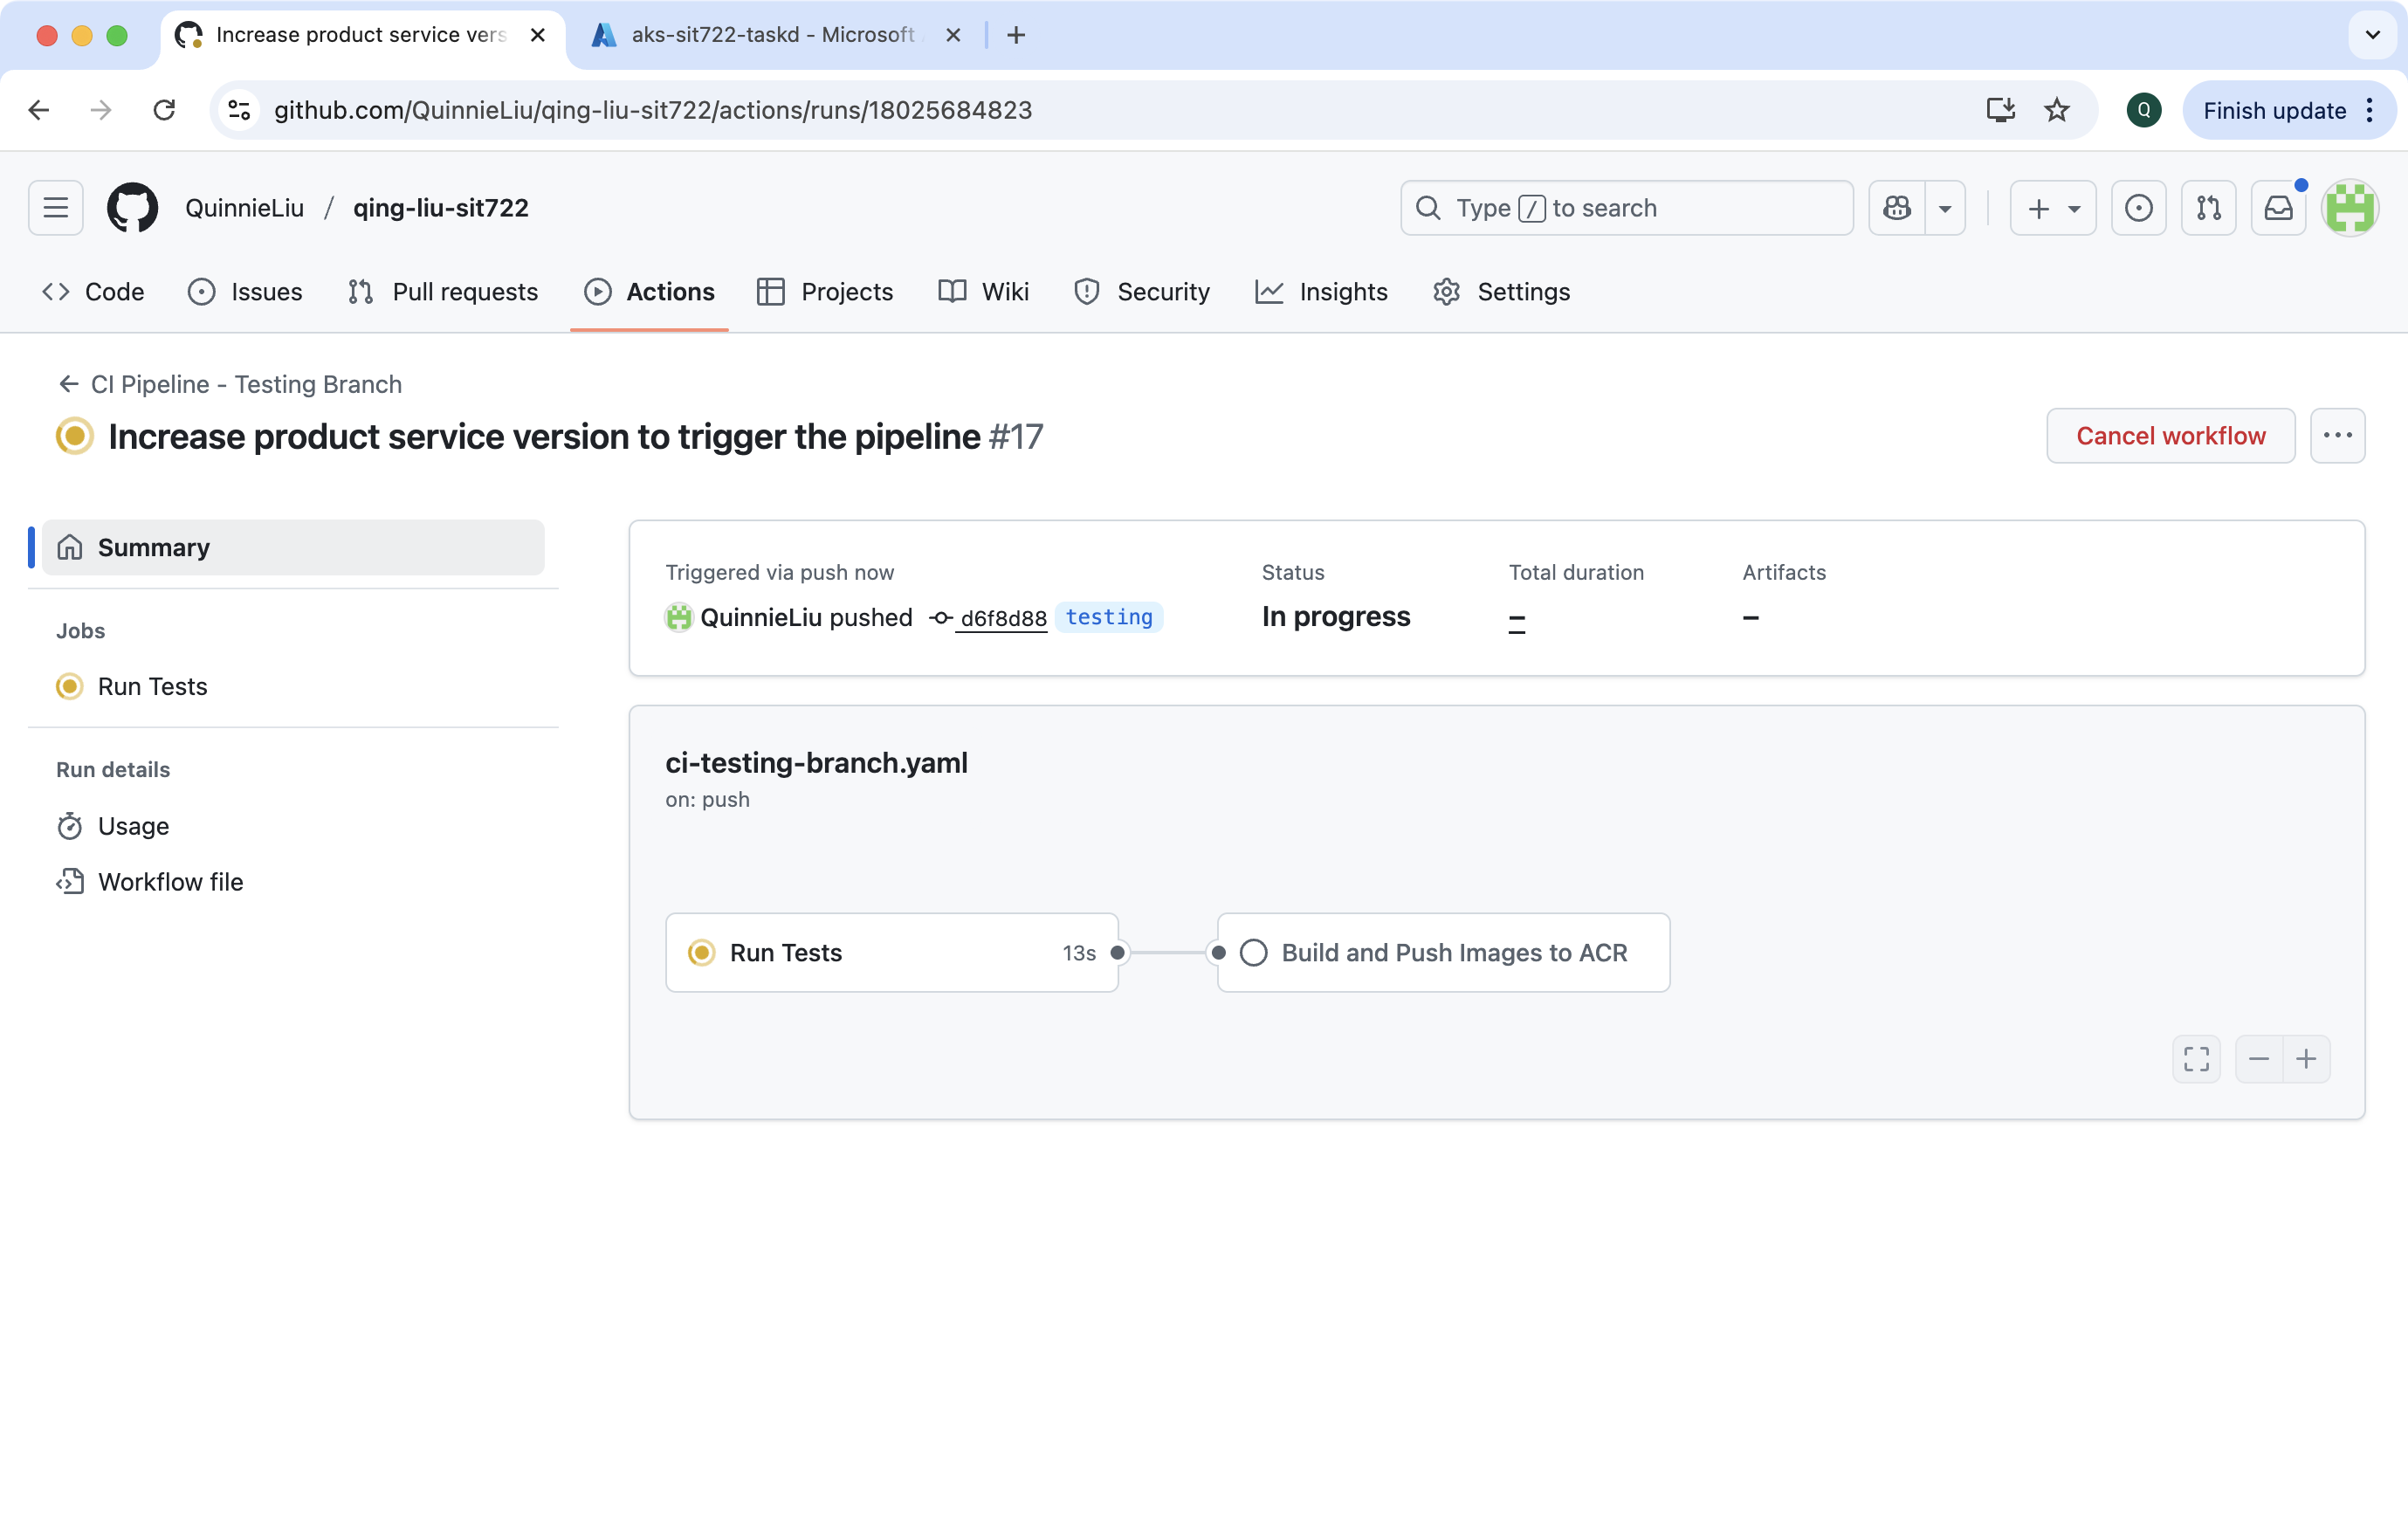 Increase product service vers
aks-sit722-taskd - Microsoft
github.com/QuinnieLiu/qing-liu-sit722/actions/runs/18025684823
Q
Finish update
QuinnieLiu / qing-liu-sit722
Type / to search
Code
Issues
Pull requests
Actions
Projects
Wiki
Security
Insights
Settings
CI Pipeline - Testing Branch
Increase product service version to trigger the pipeline #17
Cancel workflow
Summary
Jobs
Run Tests
Run details
Usage
Workflow file
Triggered via push now
QuinnieLiu pushed d6f8d88 testing
Status
In progress
Total duration
–
Artifacts
–
ci-testing-branch.yaml
on: push
Run Tests 13s
Build and Push Images to ACR